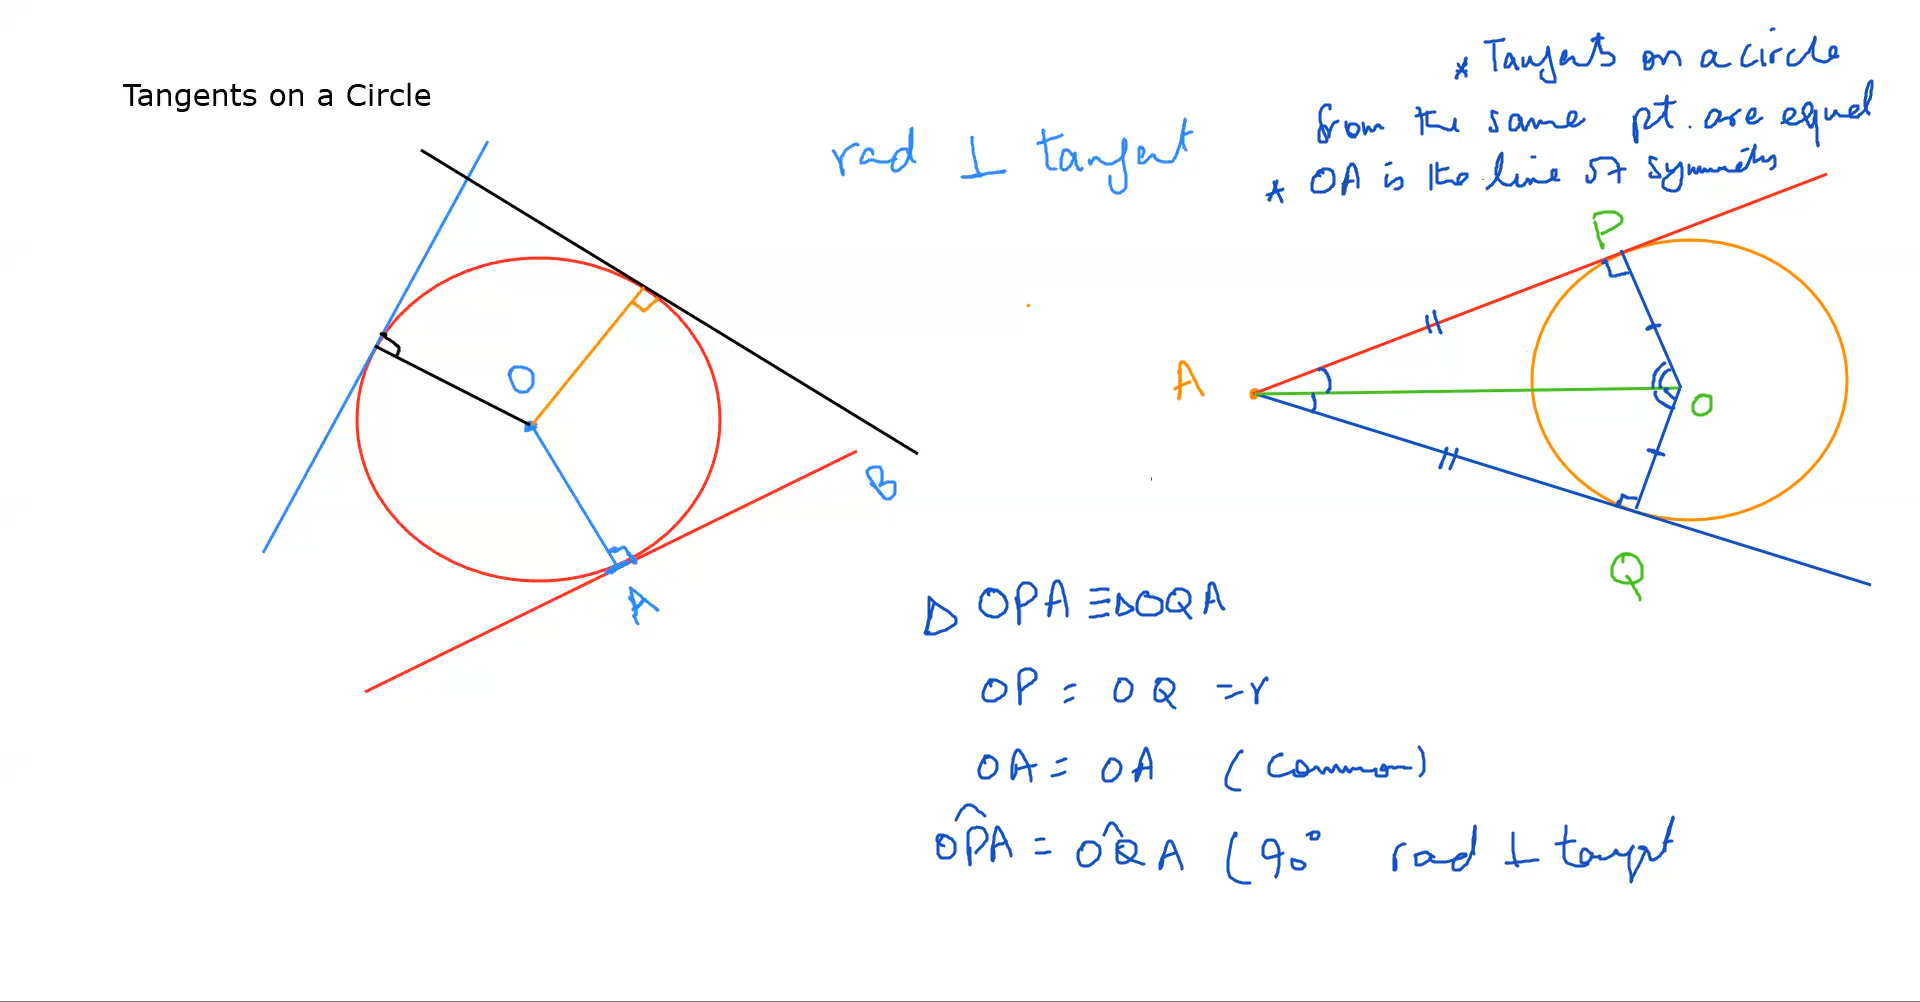 Tangents on a Circle
rad ⊥ tangent
* Tangents on a circle
from the same pt. are equal
* OA is the line of symmetry
O
B
A
P
A
O
Q
△ OPA ≡ △OQA
OP = OQ = r
OA = OA (common)
OP̂A = OQ̂A (90° rad ⊥ tangent